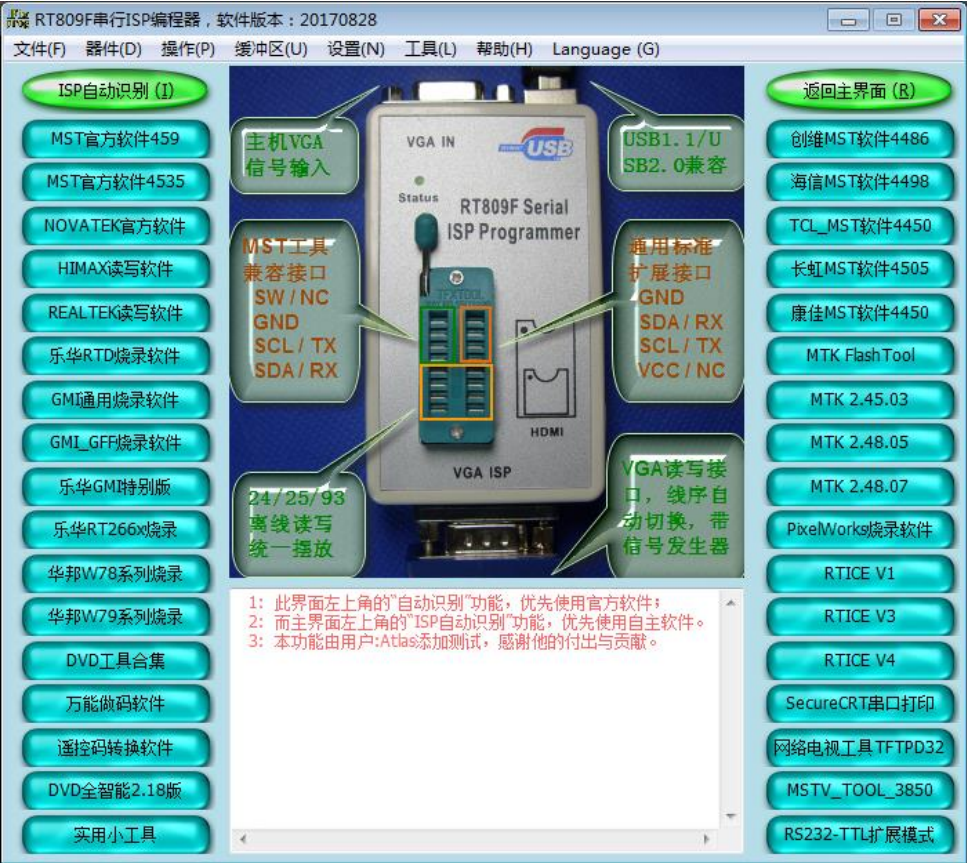 RT809F串行ISP编程器，软件版本：20170828
文件(F) 器件(D) 操作(P) 缓冲区(U) 设置(N) 工具(L) 帮助(H) Language (G)
ISP自动识别 (I)
MST官方软件459
MST官方软件4535
NOVATEK官方软件
HIMAX读写软件
REALTEK读写软件
乐华RTD烧录软件
GMI通用烧录软件
GMI_GFF烧录软件
乐华GMI特别版
乐华RT266x烧录
华邦W78系列烧录
华邦W79系列烧录
DVD工具合集
万能做码软件
遥控码转换软件
DVD全智能2.18版
实用小工具
主机VGA
信号输入
VGA IN
USB
USB1.1/U
SB2.0兼容
Status
RT809F Serial
ISP Programmer
MST工具
兼容接口
SW/NC
GND
SCL/TX
SDA/RX
通用标准
扩展接口
GND
SDA/RX
SCL/TX
VCC/NC
HDMI
VGA ISP
24/25/93
离线读写
统一摆放
VGA读写接
口，线序自
动切换，带
信号发生器
1: 此界面左上角的“自动识别”功能，优先使用官方软件；
2: 而主界面左上角的“ISP自动识别”功能，优先使用自主软件。
3: 本功能由用户:Atlas添加测试，感谢他的付出与贡献。
返回主界面 (R)
创维MST软件4486
海信MST软件4498
TCL_MST软件4450
长虹MST软件4505
康佳MST软件4450
MTK FlashTool
MTK 2.45.03
MTK 2.48.05
MTK 2.48.07
PixelWorks烧录软件
RTICE V1
RTICE V3
RTICE V4
SecureCRT串口打印
网络电视工具TFTPD32
MSTV_TOOL_3850
RS232-TTL扩展模式